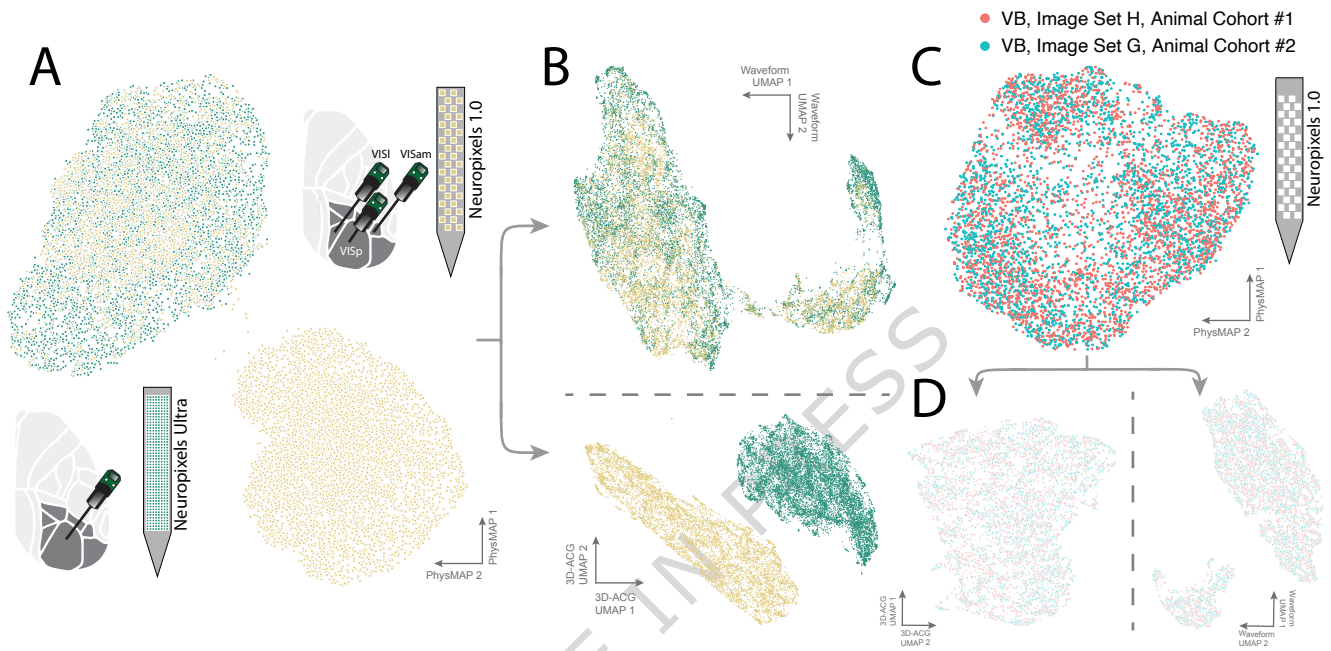 VB, Image Set H, Animal Cohort #1
VB, Image Set G, Animal Cohort #2
A
VISl
VISam
VISp
Neuropixels 1.0
Neuropixels Ultra
PhysMAP 1
PhysMAP 2
B
Waveform
UMAP 1
Waveform
UMAP 2
3D-ACG
UMAP 2
3D-ACG
UMAP 1
C
Neuropixels 1.0
PhysMAP 1
PhysMAP 2
D
3D-ACG
UMAP 1
3D-ACG
UMAP 2
Waveform
UMAP 1
Waveform
UMAP 2
E IN PRESS